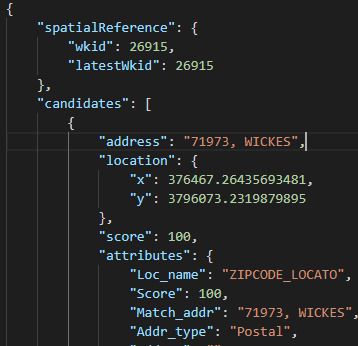 {
"spatialReference": {
"wkid": 26915,
"latestWkid": 26915
},
"candidates": [
{
"address": "71973, WICKES",
"location": {
"x": 376467.26435693481,
"y": 3796073.2319879895
},
"score": 100,
"attributes": {
"Loc_name": "ZIPCODE_LOCATO",
"Score": 100,
"Match_addr": "71973, WICKES",
"Addr_type": "Postal",